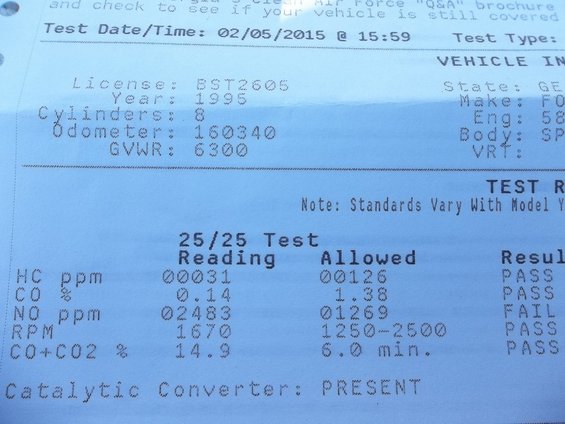 Clean Air Force "Q&A" brochure
and check to see if your vehicle is still covered
Test Date/Time: 02/05/2015 @ 15:59 Test Type:
VEHICLE IN
License: BST2605 State: GE
Year: 1995 Make: FO
Cylinders: 8 Eng: 58
Odometer: 160340 Body: SP
GVWR: 6300 VRT:
TEST R
Note: Standards Vary With Model Y
25/25 Test
Reading Allowed Resul
HC ppm 00031 00126 PASS
CO % 0.14 1.38 PASS
NO ppm 02483 01269 FAIL
RPM 1670 1250-2500 PASS
CO+CO2 % 14.9 6.0 min. PASS
Catalytic Converter: PRESENT